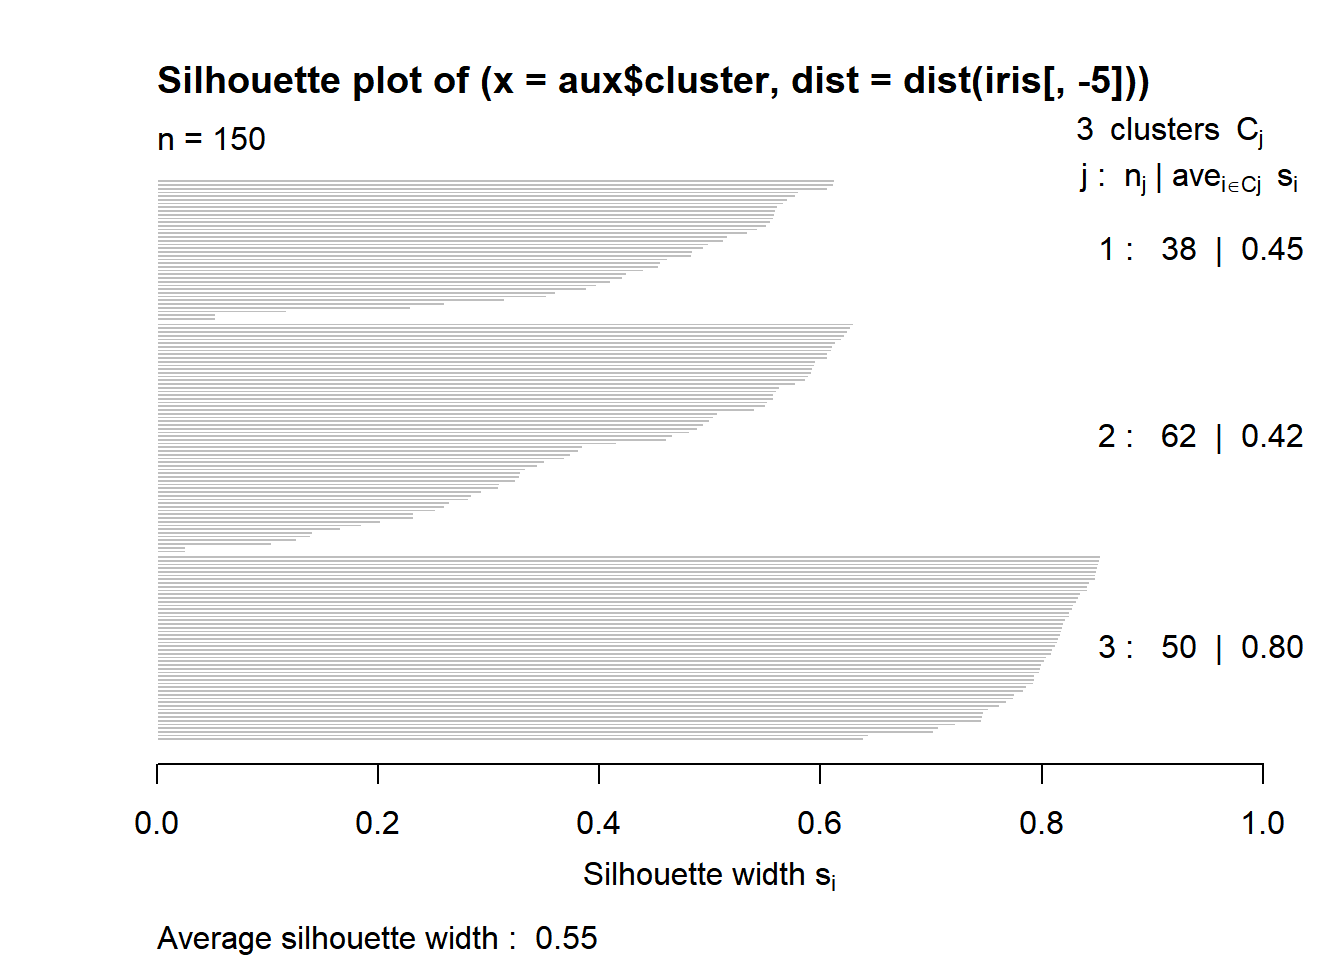 Silhouette plot of (x = aux$cluster, dist = dist(iris[, -5]))
n = 150
3 clusters Cj
j : nj | avei∈Cj si
1 : 38 | 0.45
2 : 62 | 0.42
3 : 50 | 0.80
0.0 0.2 0.4 0.6 0.8 1.0
Silhouette width si
Average silhouette width : 0.55